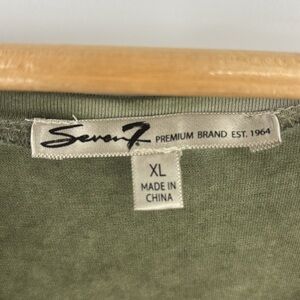 Seven7. PREMIUM BRAND EST. 1964
XL
MADE IN
CHINA